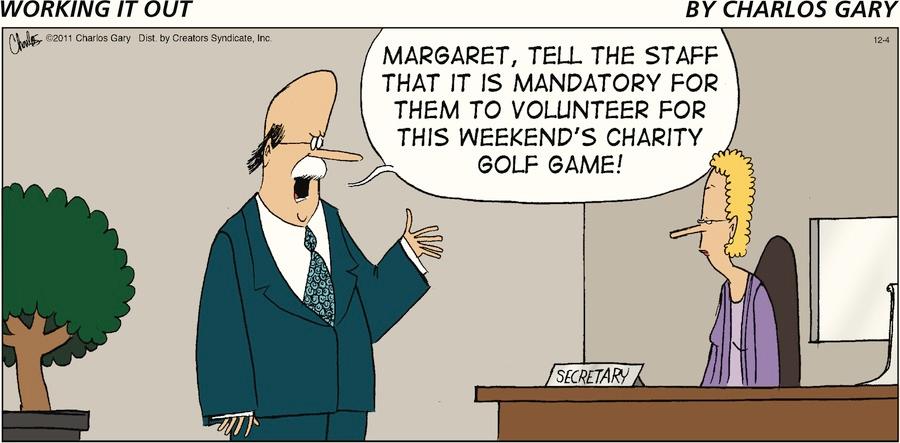 WORKING IT OUT
BY CHARLOS GARY
Charlos ©2011 Charlos Gary Dist. by Creators Syndicate, Inc.
12-4
MARGARET, TELL THE STAFF
THAT IT IS MANDATORY FOR
THEM TO VOLUNTEER FOR
THIS WEEKEND'S CHARITY
GOLF GAME!
SECRETARY